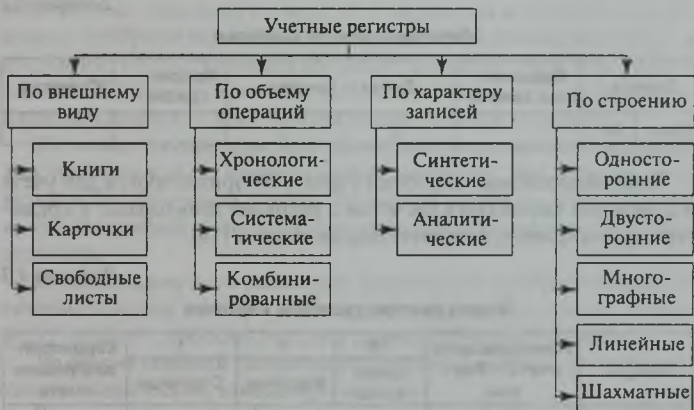 Учетные регистры
По внешнему
виду
Книги
Карточки
Свободные
листы
По объему
операций
Хронологи-
ческие
Система-
тические
Комбини-
рованные
По характеру
записей
Синтети-
ческие
Аналити-
ческие
По строению
Односто-
ронние
Двусто-
ронние
Много-
графные
Линейные
Шахматные